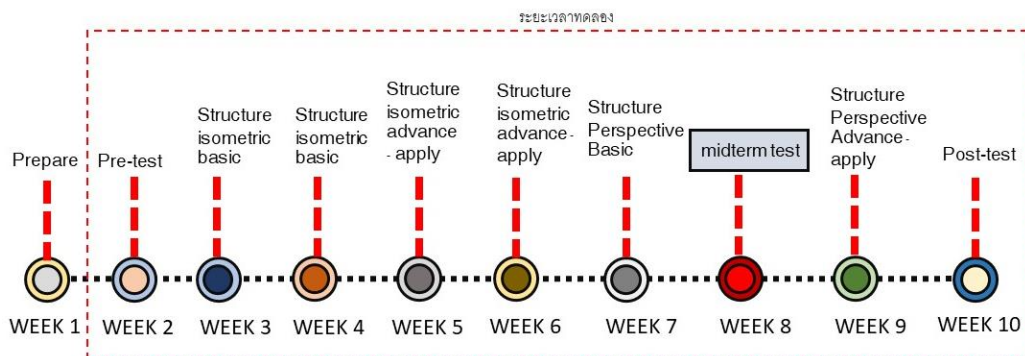 ระยะเวลาทดลอง
Prepare
Pre-test
Structure
isometric
basic
Structure
isometric
basic
Structure
isometric
advance
- apply
Structure
isometric
advance-
apply
Structure
Perspective
Basic
midterm test
Structure
Perspective
Advance-
apply
Post-test
WEEK 1
WEEK 2
WEEK 3
WEEK 4
WEEK 5
WEEK 6
WEEK 7
WEEK 8
WEEK 9
WEEK 10